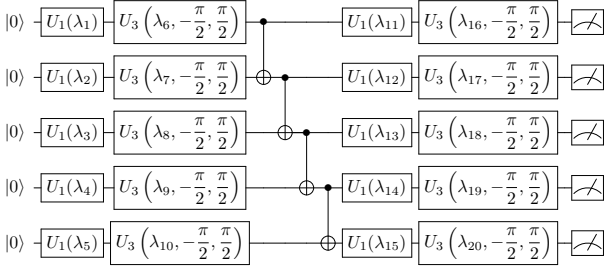 |0⟩ U₁(λ₁) U₃(λ₆, −π/2, π/2) U₁(λ₁₁) U₃(λ₁₆, −π/2, π/2)
|0⟩ U₁(λ₂) U₃(λ₇, −π/2, π/2) U₁(λ₁₂) U₃(λ₁₇, −π/2, π/2)
|0⟩ U₁(λ₃) U₃(λ₈, −π/2, π/2) U₁(λ₁₃) U₃(λ₁₈, −π/2, π/2)
|0⟩ U₁(λ₄) U₃(λ₉, −π/2, π/2) U₁(λ₁₄) U₃(λ₁₉, −π/2, π/2)
|0⟩ U₁(λ₅) U₃(λ₁₀, −π/2, π/2) U₁(λ₁₅) U₃(λ₂₀, −π/2, π/2)